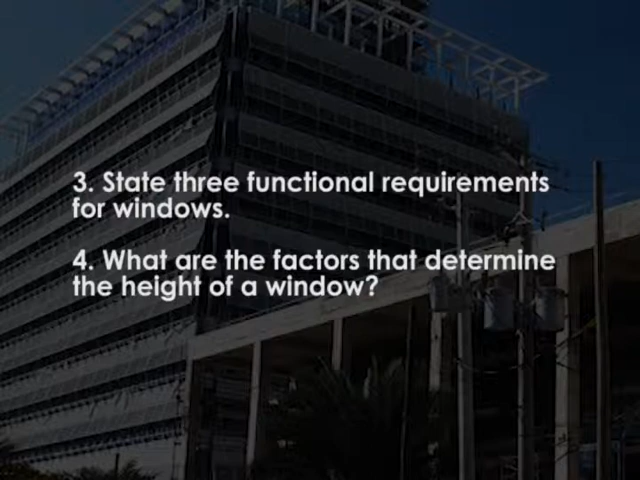 3. State three functional requirements
for windows.
4. What are the factors that determine
the height of a window?